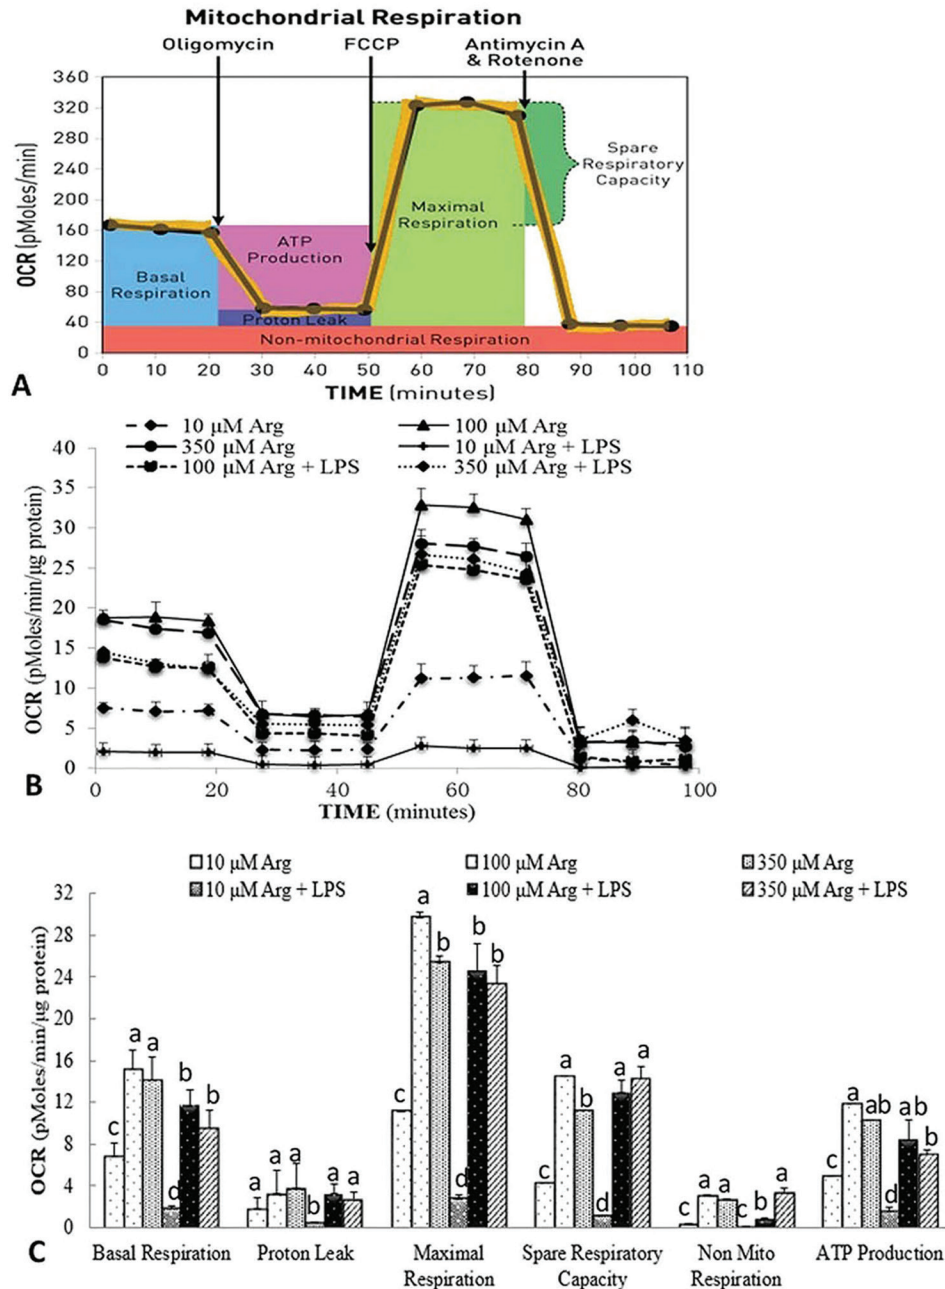 Mitochondrial Respiration
Oligomycin
FCCP
Antimycin A
& Rotenone
360
320
280
240
200
160
120
80
40
0
OCR (pMoles/min)
Basal
Respiration
ATP
Production
Proton Leak
Maximal
Respiration
Spare
Respiratory
Capacity
Non-mitochondrial Respiration
0 10 20 30 40 50 60 70 80 90 100 110
TIME (minutes)
A
10 µM Arg
100 µM Arg
350 µM Arg
10 µM Arg + LPS
100 µM Arg + LPS
350 µM Arg + LPS
40
35
30
25
20
15
10
5
0
OCR (pMoles/min/µg protein)
0 20 40 60 80 100
TIME (minutes)
B
10 µM Arg
100 µM Arg
350 µM Arg
10 µM Arg + LPS
100 µM Arg + LPS
350 µM Arg + LPS
32
28
24
20
16
12
8
4
0
OCR (pMoles/min/µg protein)
c a a d b b
a a a b a a
c a b d b b
c a b d a a
c a a c b a
c a ab d ab b
Basal Respiration
Proton Leak
Maximal
Respiration
Spare Respiratory
Capacity
Non Mito
Respiration
ATP Production
C